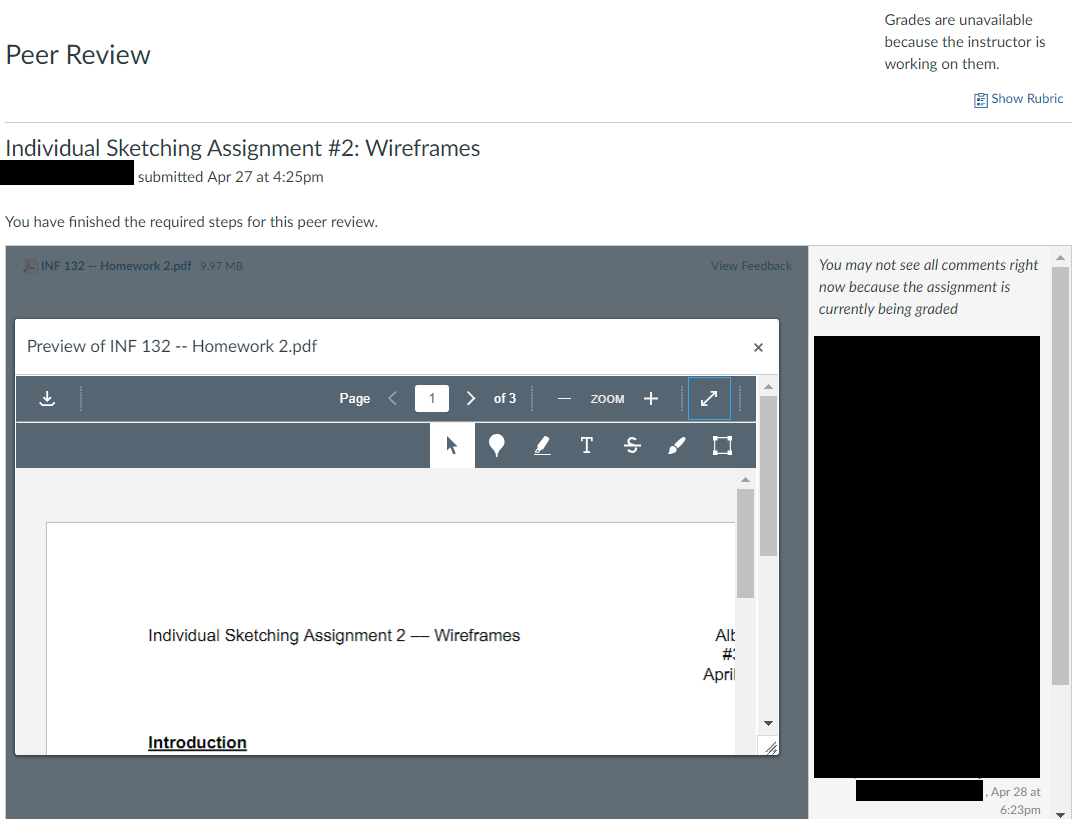 Grades are unavailable
because the instructor is
working on them.
Peer Review
Show Rubric
Individual Sketching Assignment #2: Wireframes
submitted Apr 27 at 4:25pm
You have finished the required steps for this peer review.
INF 132 -- Homework 2.pdf 9.97 MB
View Feedback
You may not see all comments right
now because the assignment is
currently being graded
Preview of INF 132 -- Homework 2.pdf
Page 1 of 3 ZOOM
T S
Individual Sketching Assignment 2 — Wireframes
April
Introduction
, Apr 28 at
6:23pm